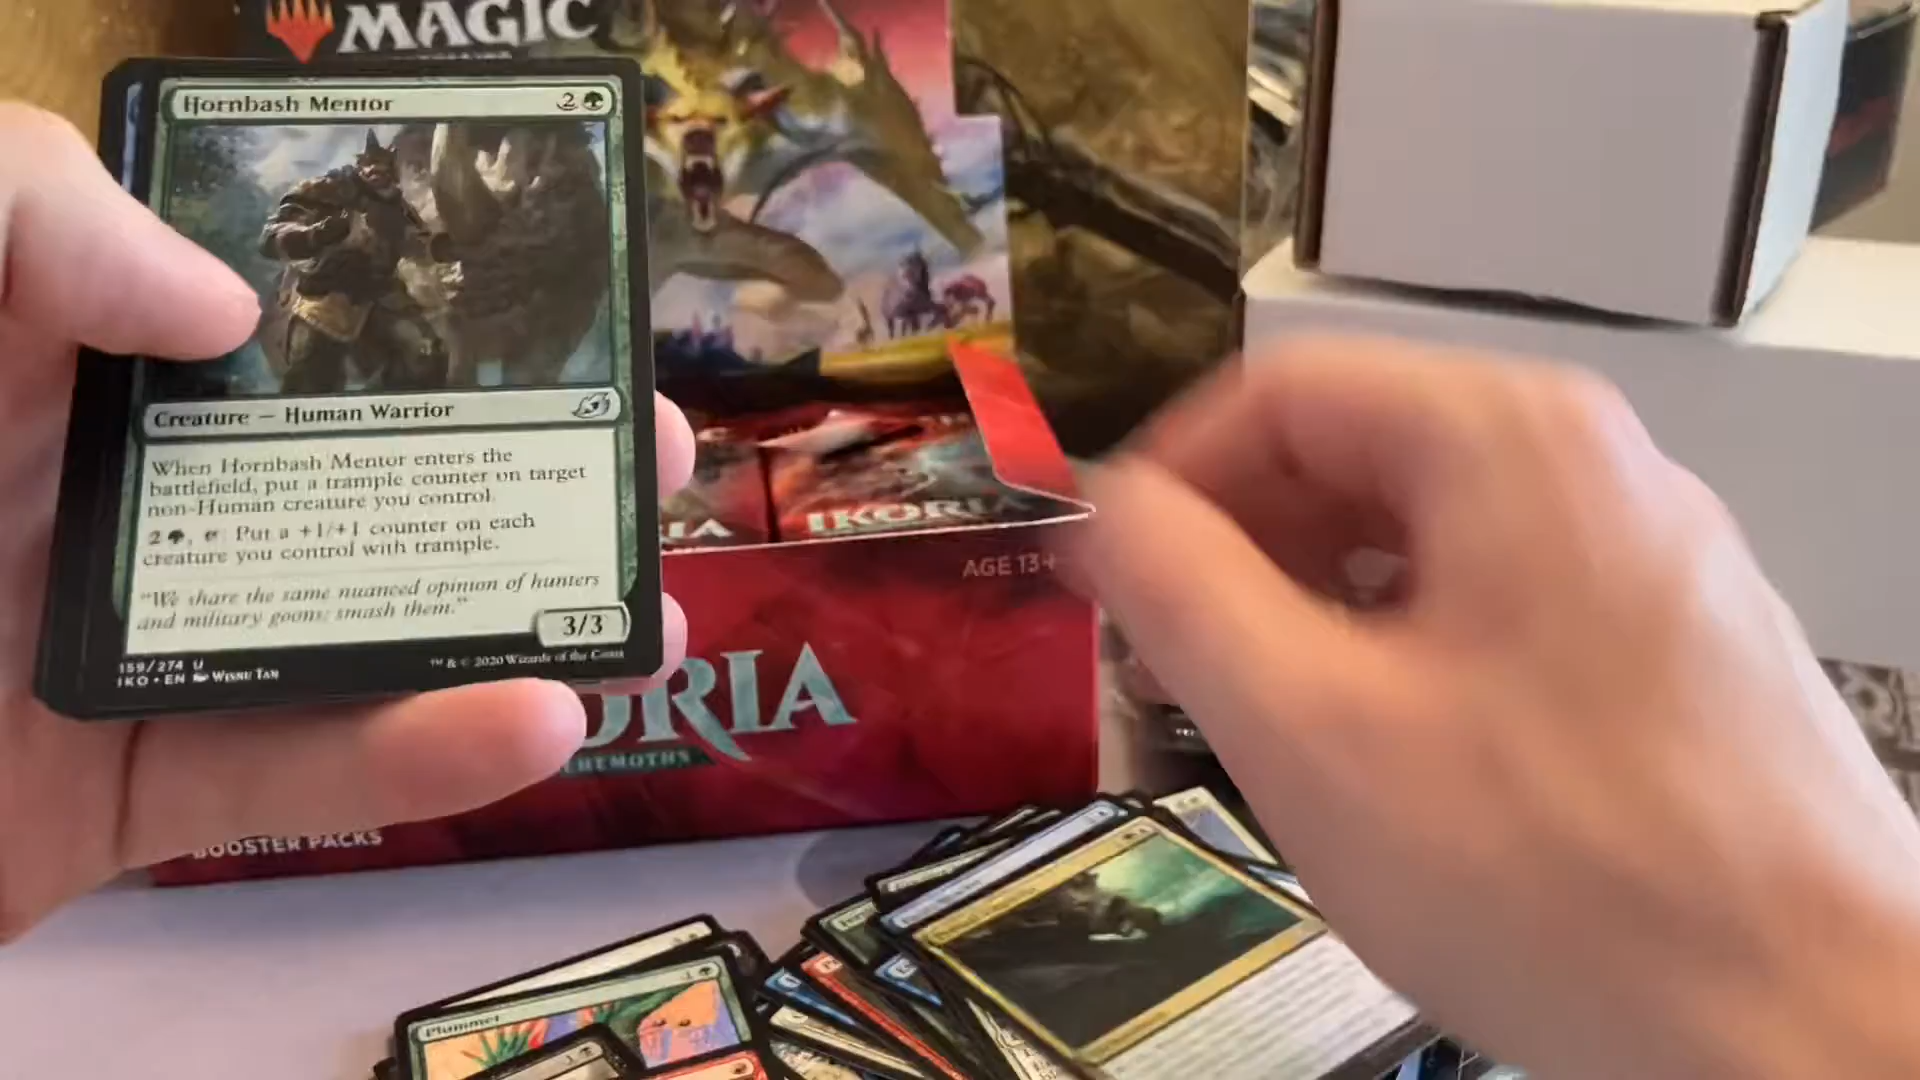 MAGIC
Hornbash Mentor 2
Creature — Human Warrior
When Hornbash Mentor enters the
battlefield, put a trample counter on target
non-Human creature you control.
2 , : Put a +1/+1 counter on each
creature you control with trample.
"We share the same nuanced opinion of hunters
and military goons: smash them."
3/3
159/274 U
IKO • EN Wisnu Tan
™ & © 2020 Wizards of the Coast
IKORIA
AGE 13+
ORIA
EHEMOTHS
BOOSTER PACKS
Plummet 1